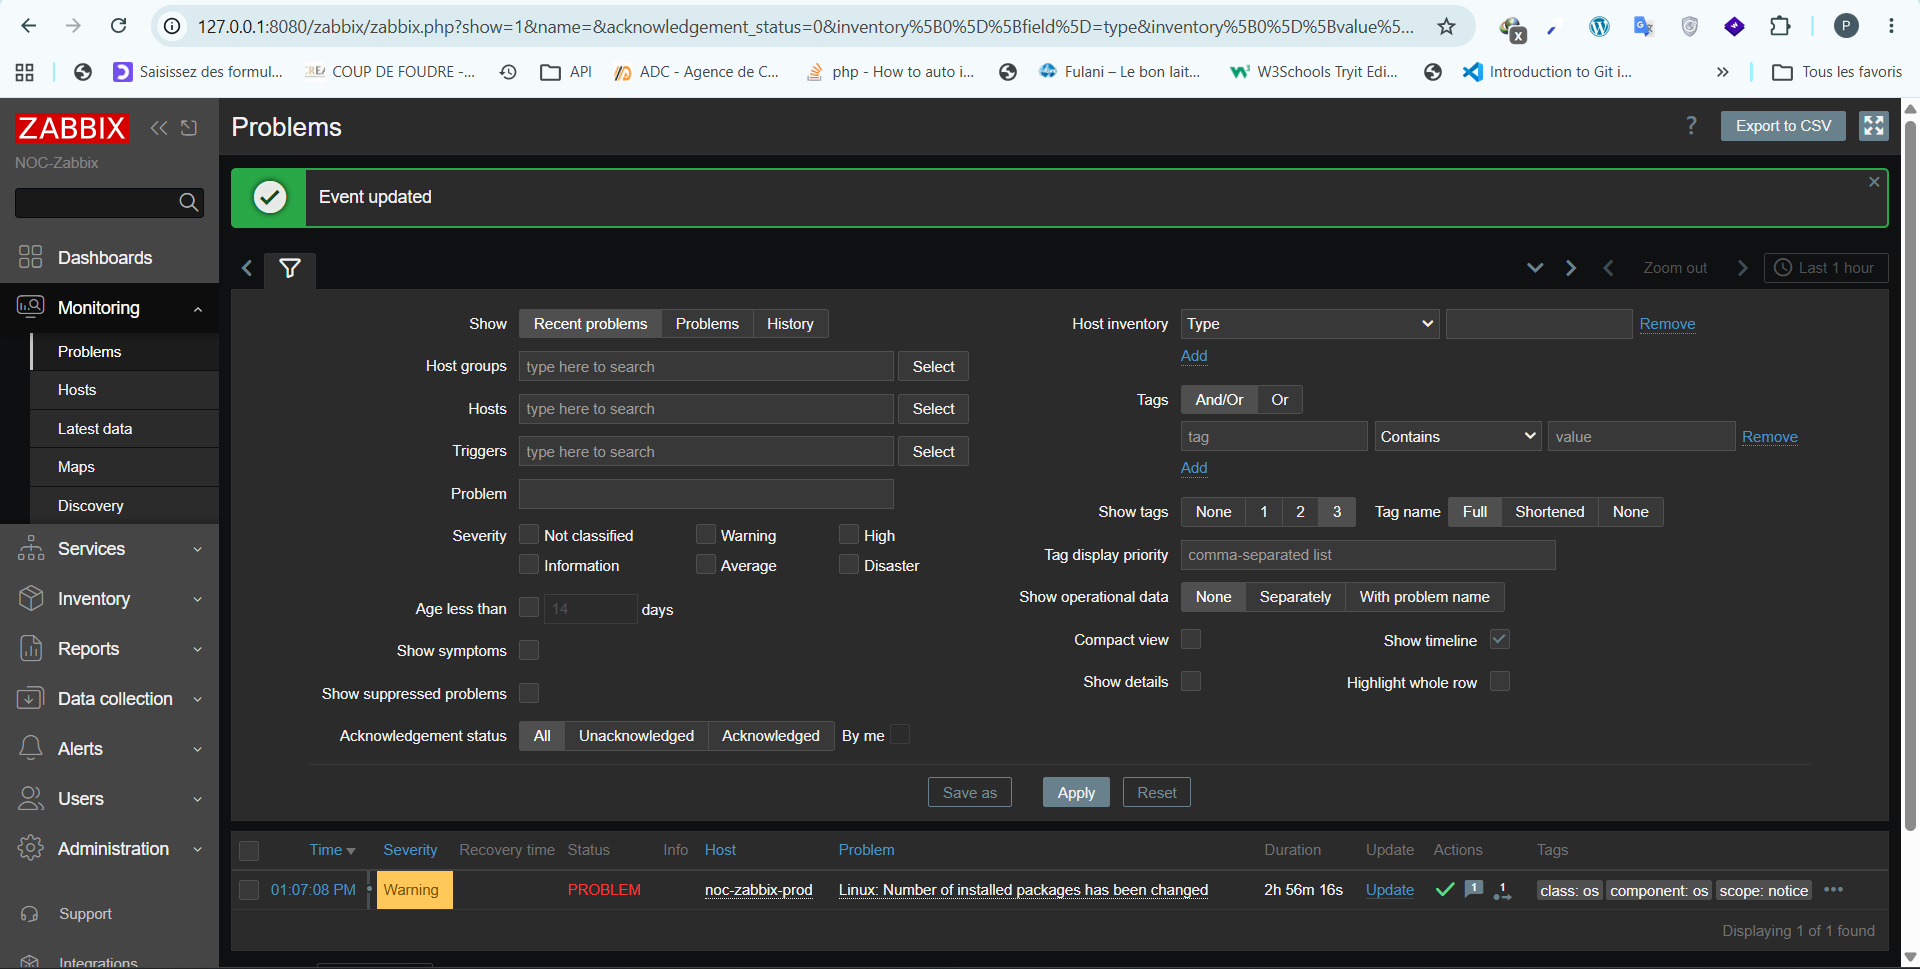 127.0.0.1:8080/zabbix/zabbix.php?show=1&name=&acknowledgement_status=0&inventory%5B0%5D%5Bfield%5D=type&inventory%5B0%5D%5Bvalue%5...
X
P
Saisissez des formul...
COUP DE FOUDRE -...
API
ADC - Agence de C...
php - How to auto i...
Fulani – Le bon lait...
W3Schools Tryit Edi...
Introduction to Git i...
»
Tous les favoris
ZABBIX
NOC-Zabbix
Dashboards
Monitoring
Problems
Hosts
Latest data
Maps
Discovery
Services
Inventory
Reports
Data collection
Alerts
Users
Administration
Support
Integrations
Problems
?
Export to CSV
Event updated
Zoom out
Last 1 hour
Show Recent problems Problems History
Host groups type here to search Select
Hosts type here to search Select
Triggers type here to search Select
Problem
Severity Not classified Warning High
Information Average Disaster
Age less than 14 days
Show symptoms
Show suppressed problems
Acknowledgement status All Unacknowledged Acknowledged By me
Host inventory Type Remove
Add
Tags And/Or Or
tag Contains value Remove
Add
Show tags None 1 2 3 Tag name Full Shortened None
Tag display priority comma-separated list
Show operational data None Separately With problem name
Compact view Show timeline
Show details Highlight whole row
Save as Apply Reset
Time Severity Recovery time Status Info Host Problem Duration Update Actions Tags
01:07:08 PM Warning PROBLEM noc-zabbix-prod Linux: Number of installed packages has been changed 2h 56m 16s Update 1 1 class: os component: os scope: notice •••
Displaying 1 of 1 found